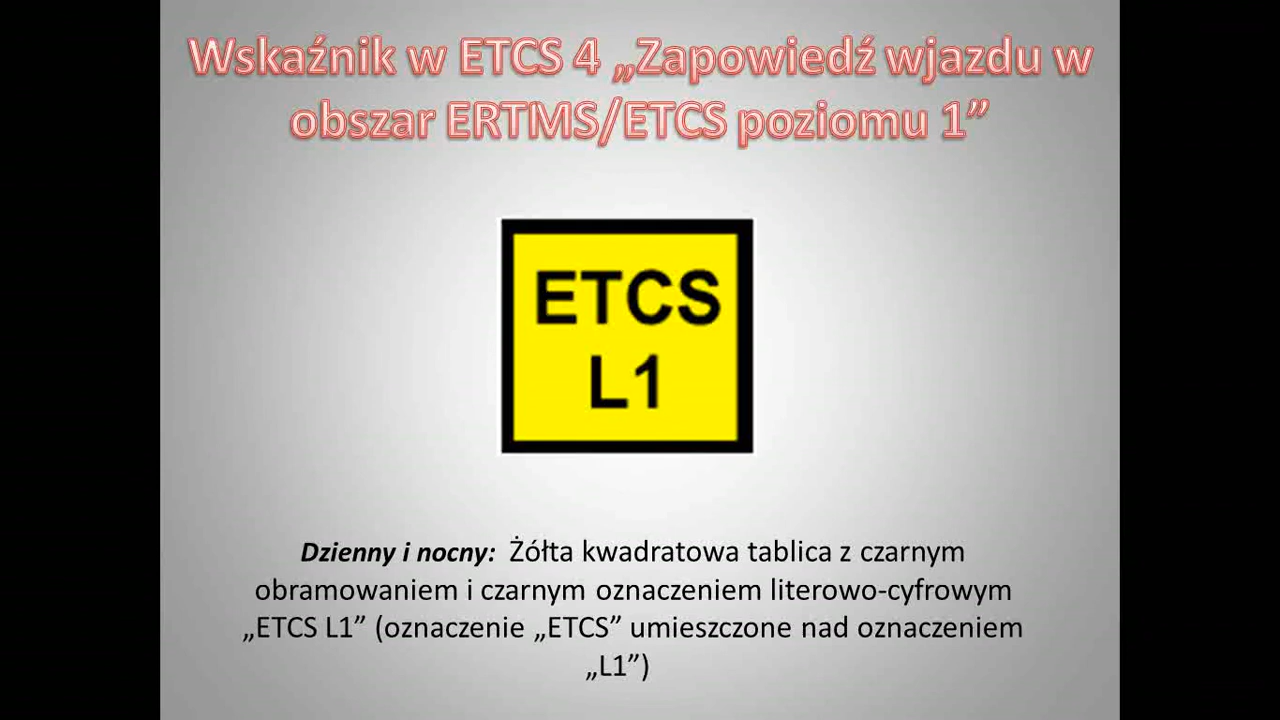 Wskaźnik w ETCS 4 „Zapowiedź wjazdu w
obszar ERTMS/ETCS poziomu 1”
ETCS
L1
Dzienny i nocny: Żółta kwadratowa tablica z czarnym
obramowaniem i czarnym oznaczeniem literowo-cyfrowym
„ETCS L1” (oznaczenie „ETCS” umieszczone nad oznaczeniem
„L1”)